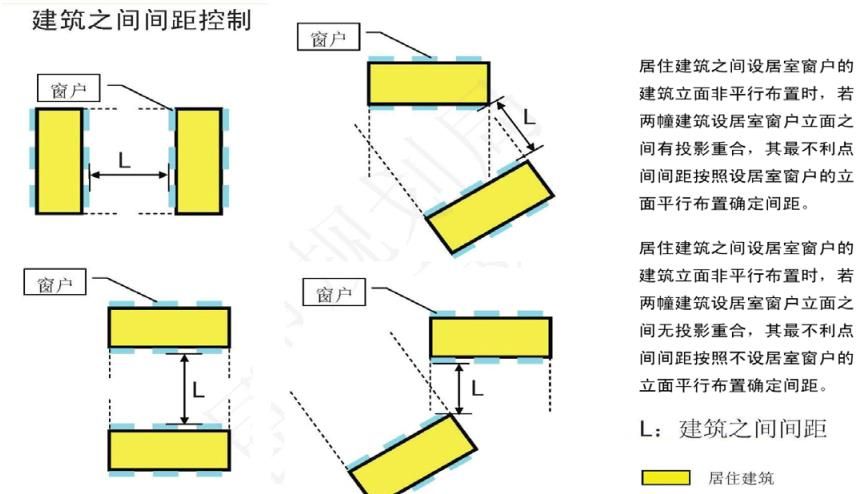 建筑之间间距控制
窗户
L
窗户
L
窗户
L
窗户
L
居住建筑之间设居室窗户的
建筑立面非平行布置时，若
两幢建筑设居室窗户立面之
间有投影重合，其最不利点
间间距按照设居室窗户的立
面平行布置确定间距。
居住建筑之间设居室窗户的
建筑立面非平行布置时，若
两幢建筑设居室窗户立面之
间无投影重合，其最不利点
间间距按照不设居室窗户的
立面平行布置确定间距。
L：建筑之间间距
居住建筑